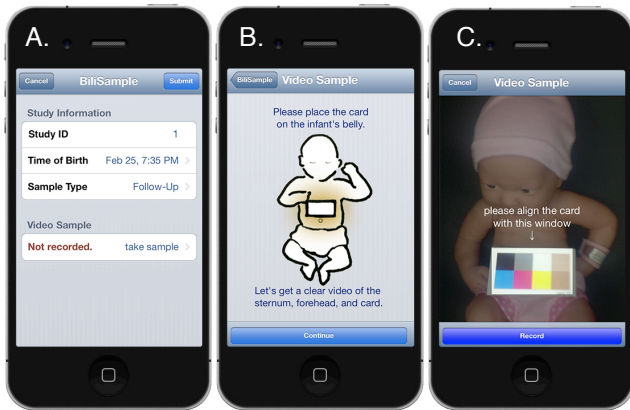 A.
Cancel
BiliSample
Submit
Study Information
Study ID 1
Time of Birth Feb 25, 7:35 PM
Sample Type Follow-Up
Video Sample
Not recorded. take sample
B.
BiliSample
Video Sample
Please place the card
on the infant's belly.
Let's get a clear video of the
sternum, forehead, and card.
Continue
C.
Cancel
Video Sample
please align the card
with this window
↓
Record